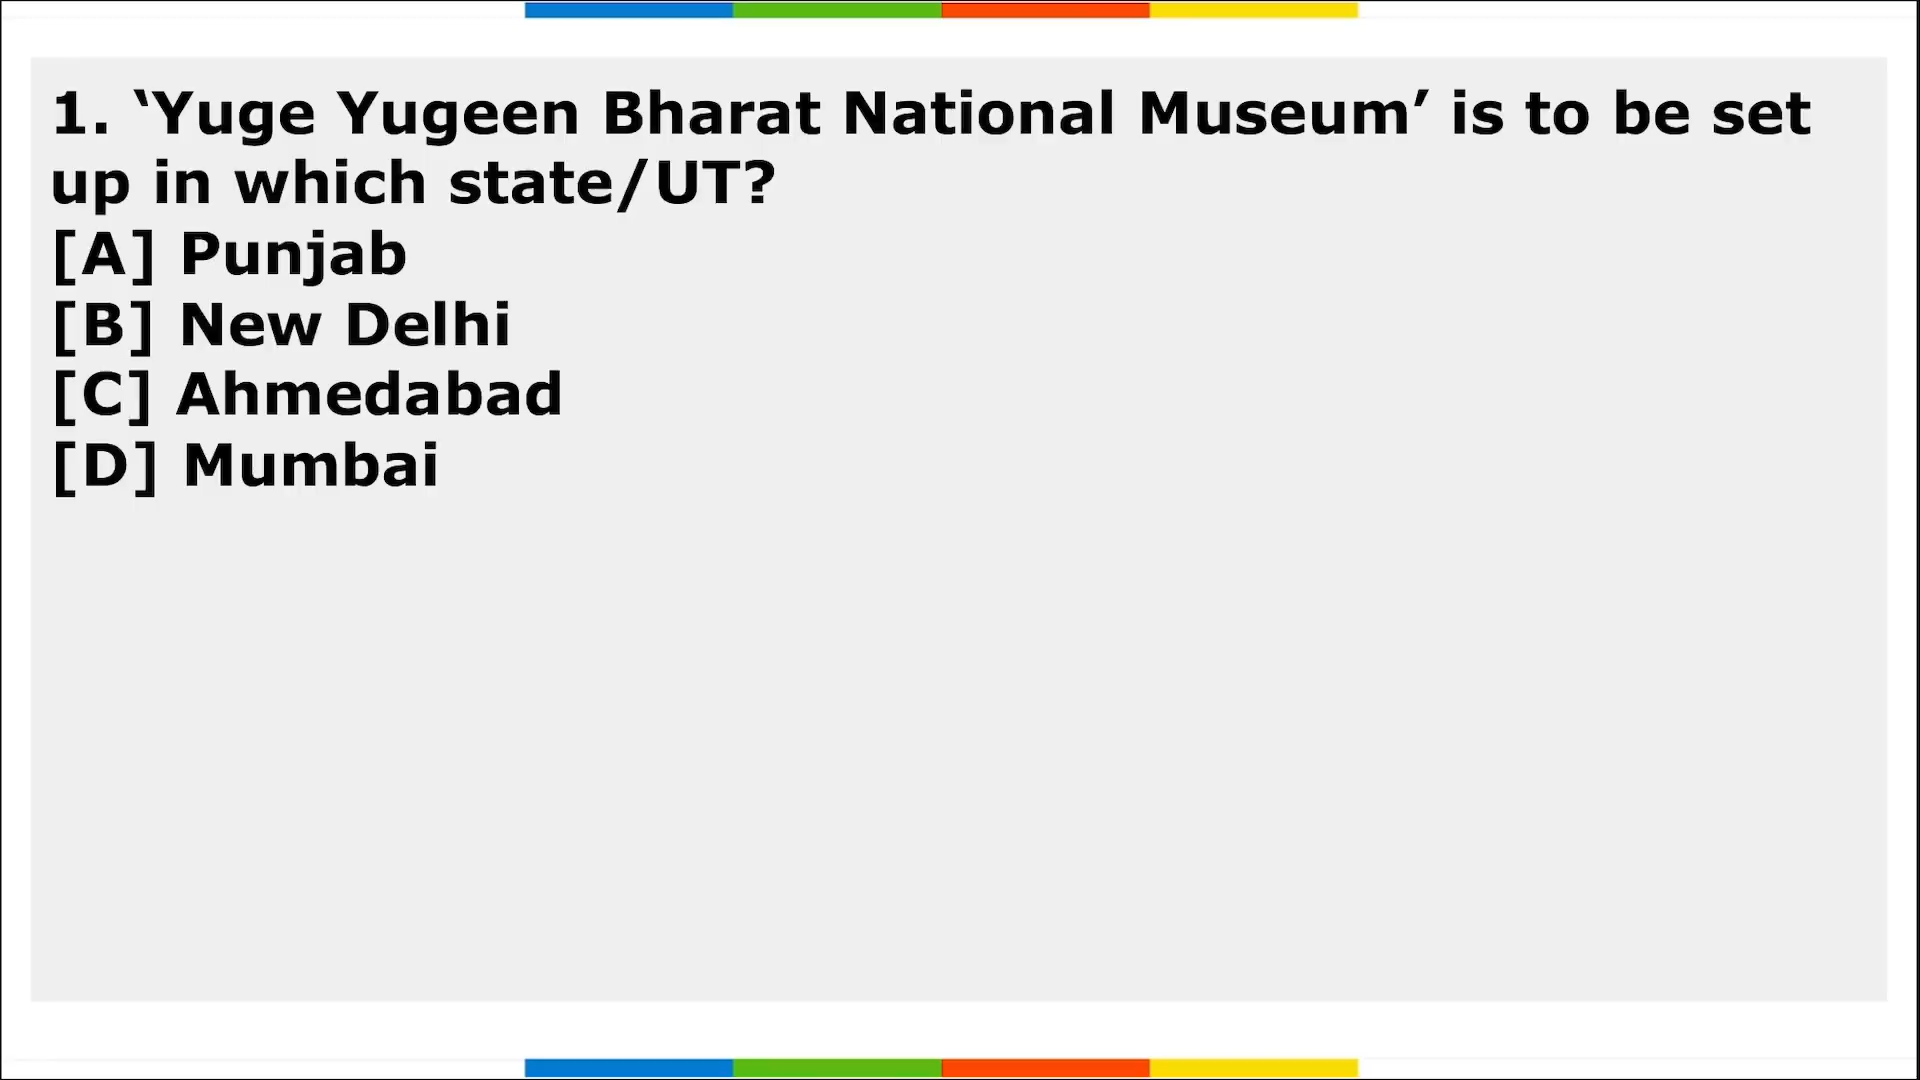 1. ‘Yuge Yugeen Bharat National Museum’ is to be set
up in which state/UT?
[A] Punjab
[B] New Delhi
[C] Ahmedabad
[D] Mumbai